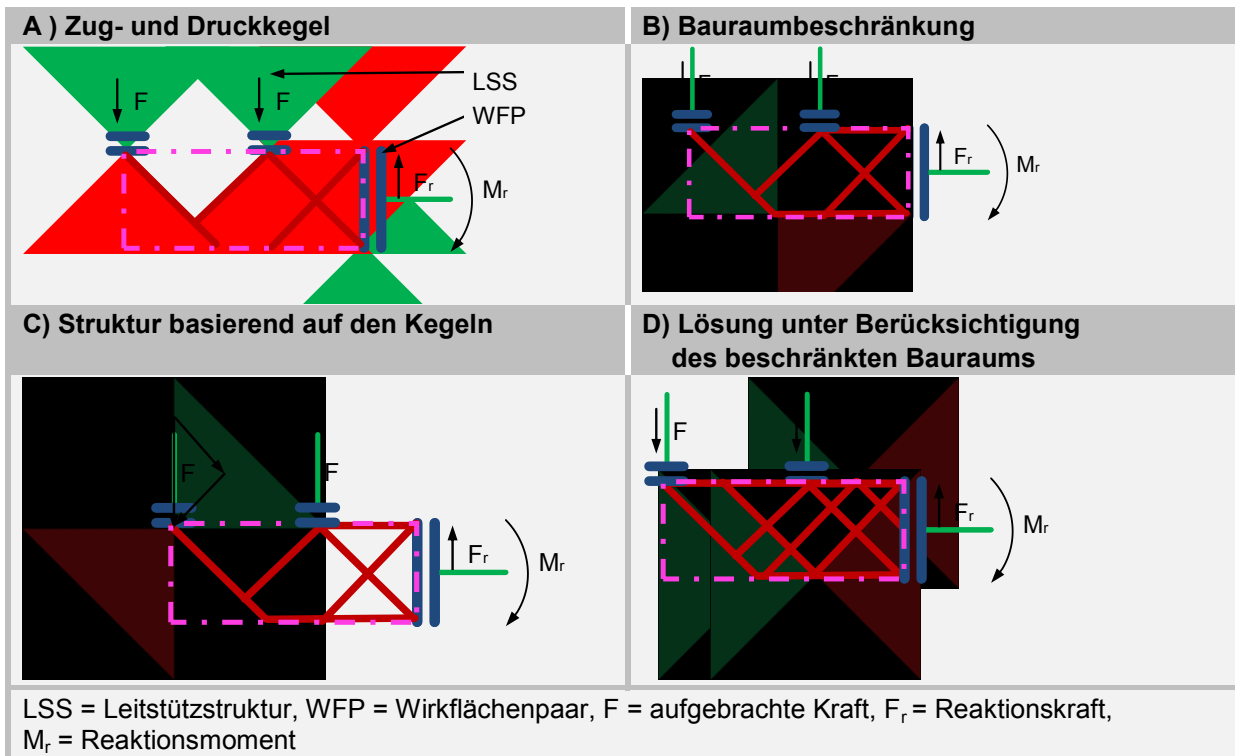 A ) Zug- und Druckkegel
F
F
LSS
WFP
Fr
Mr
B) Bauraumbeschränkung
Fr
Mr
C) Struktur basierend auf den Kegeln
F
F
Fr
Mr
D) Lösung unter Berücksichtigung
des beschränkten Bauraums
F
Fr
Mr
LSS = Leitstützstruktur, WFP = Wirkflächenpaar, F = aufgebrachte Kraft, Fr = Reaktionskraft,
Mr = Reaktionsmoment